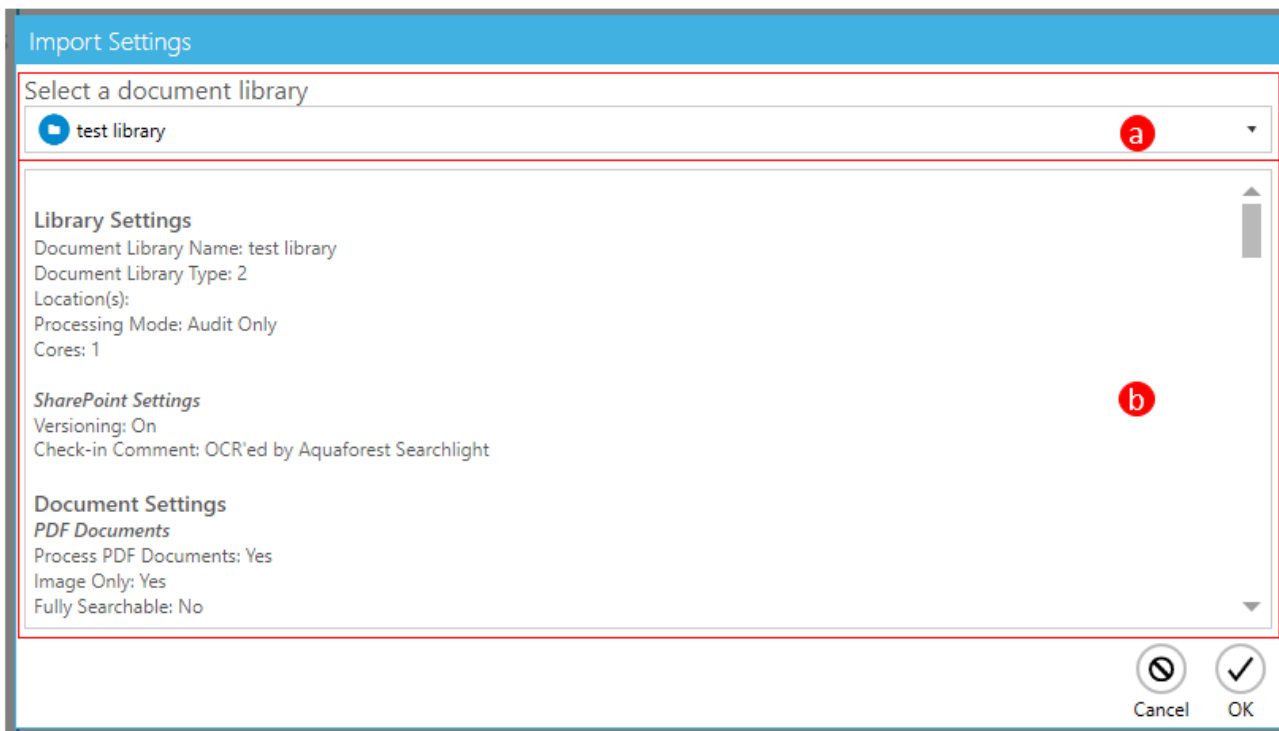 Import Settings
Select a document library
test library
a
Library Settings
Document Library Name: test library
Document Library Type: 2
Location(s):
Processing Mode: Audit Only
Cores: 1
SharePoint Settings
Versioning: On
Check-in Comment: OCR'ed by Aquaforest Searchlight
b
Document Settings
PDF Documents
Process PDF Documents: Yes
Image Only: Yes
Fully Searchable: No
Cancel OK